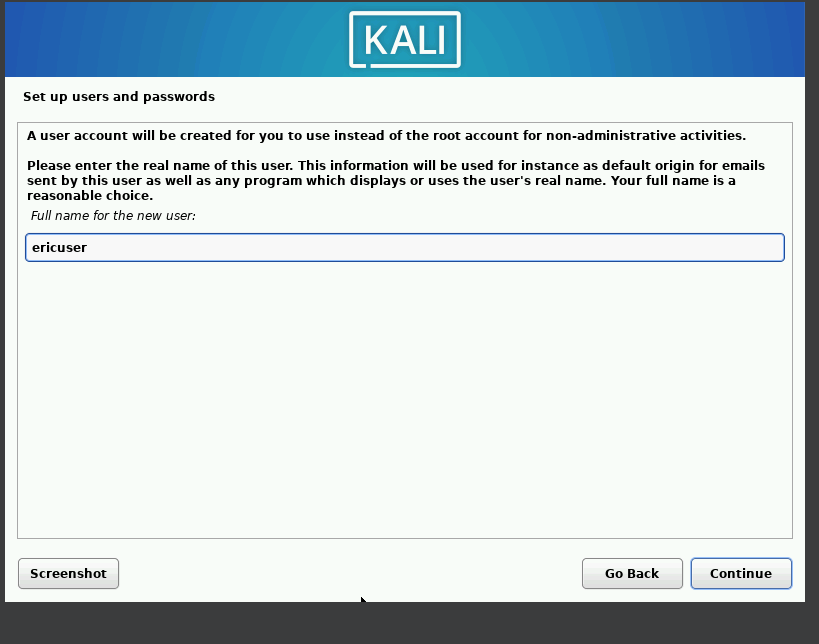 KALI
Set up users and passwords
A user account will be created for you to use instead of the root account for non-administrative activities.
Please enter the real name of this user. This information will be used for instance as default origin for emails
sent by this user as well as any program which displays or uses the user's real name. Your full name is a
reasonable choice.
Full name for the new user:
ericuser
Screenshot
Go Back
Continue